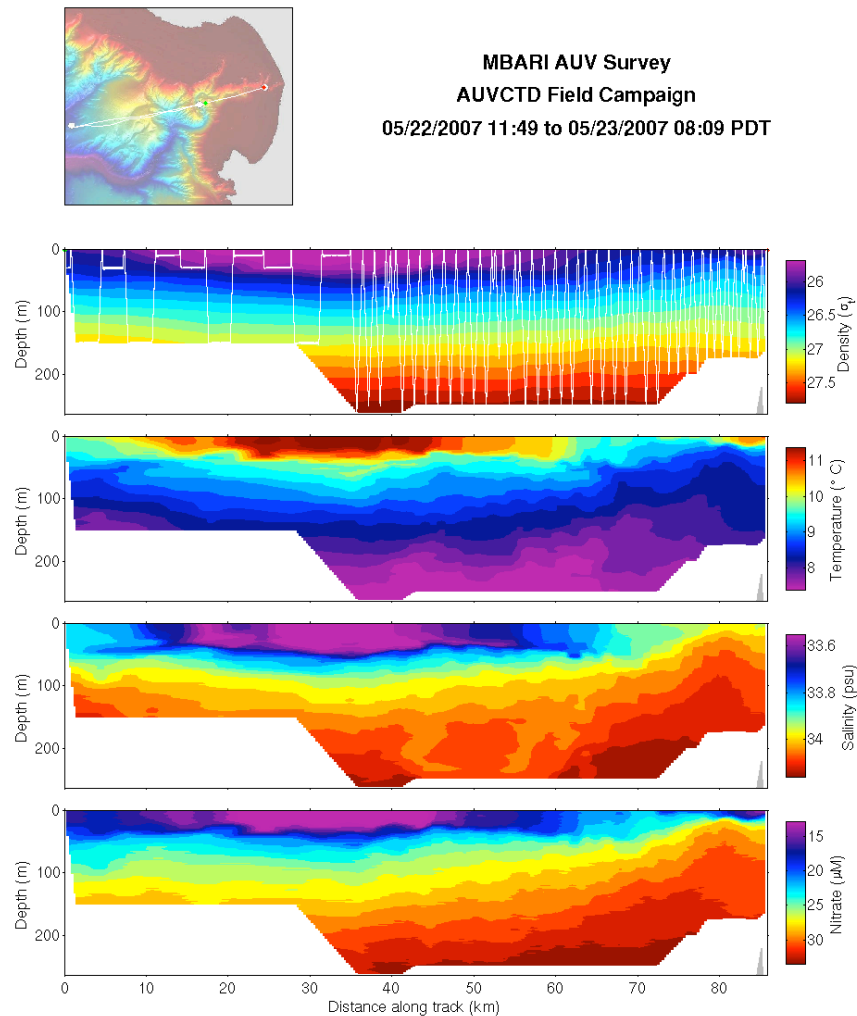 MBARI AUV Survey
AUVCTD Field Campaign
05/22/2007 11:49 to 05/23/2007 08:09 PDT
0
100
200
Depth (m)
26
26.5
27
27.5
Density (σt)
0
100
200
Depth (m)
11
10
9
8
Temperature (° C)
0
100
200
Depth (m)
33.6
33.8
34
Salinity (psu)
0
100
200
Depth (m)
15
20
25
30
Nitrate (μM)
0 10 20 30 40 50 60 70 80
Distance along track (km)